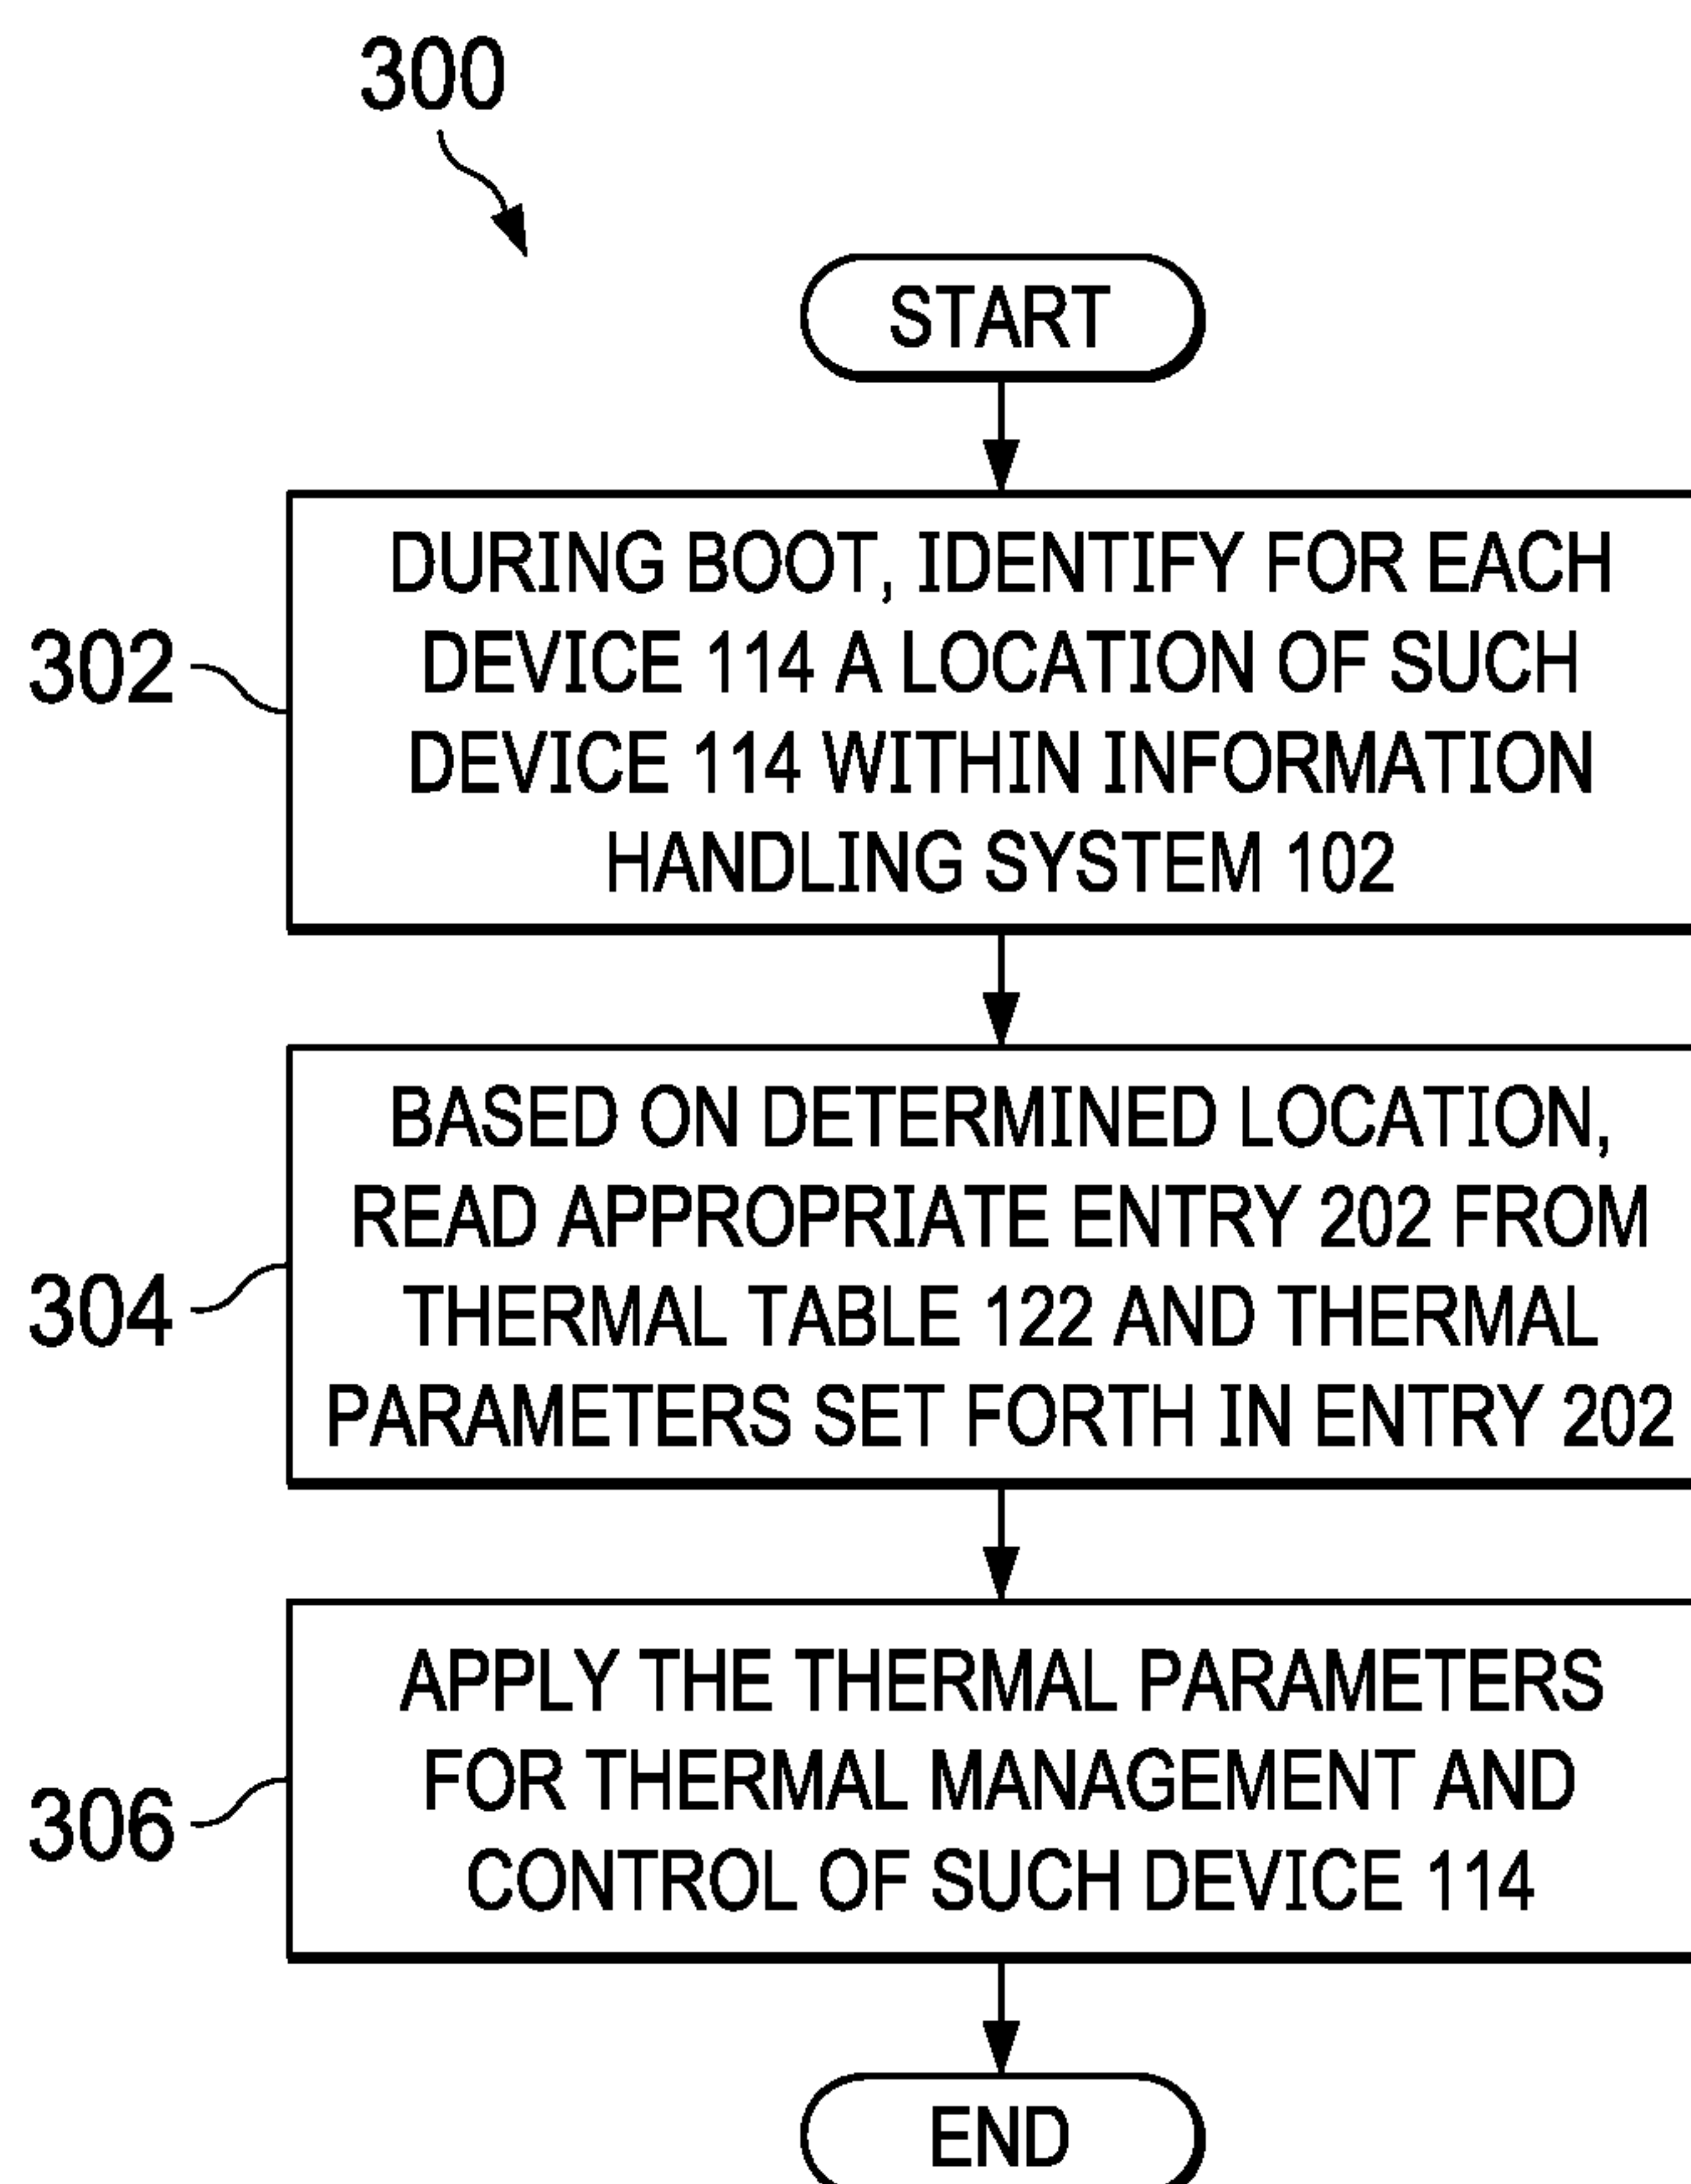 300
START
302
DURING BOOT, IDENTIFY FOR EACH
DEVICE 114 A LOCATION OF SUCH
DEVICE 114 WITHIN INFORMATION
HANDLING SYSTEM 102
304
BASED ON DETERMINED LOCATION,
READ APPROPRIATE ENTRY 202 FROM
THERMAL TABLE 122 AND THERMAL
PARAMETERS SET FORTH IN ENTRY 202
306
APPLY THE THERMAL PARAMETERS
FOR THERMAL MANAGEMENT AND
CONTROL OF SUCH DEVICE 114
END